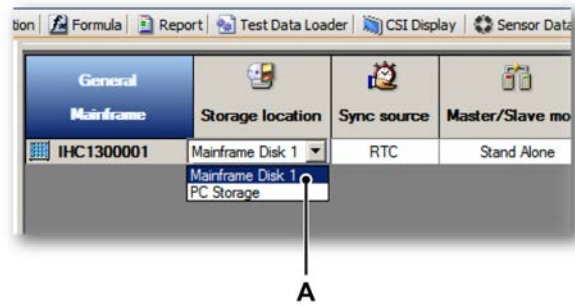 tion Formula Report Test Data Loader CSI Display Sensor Data
General
Mainframe Storage location Sync source Master/Slave mo
IHC1300001 Mainframe Disk 1 RTC Stand Alone
Mainframe Disk 1
PC Storage
A